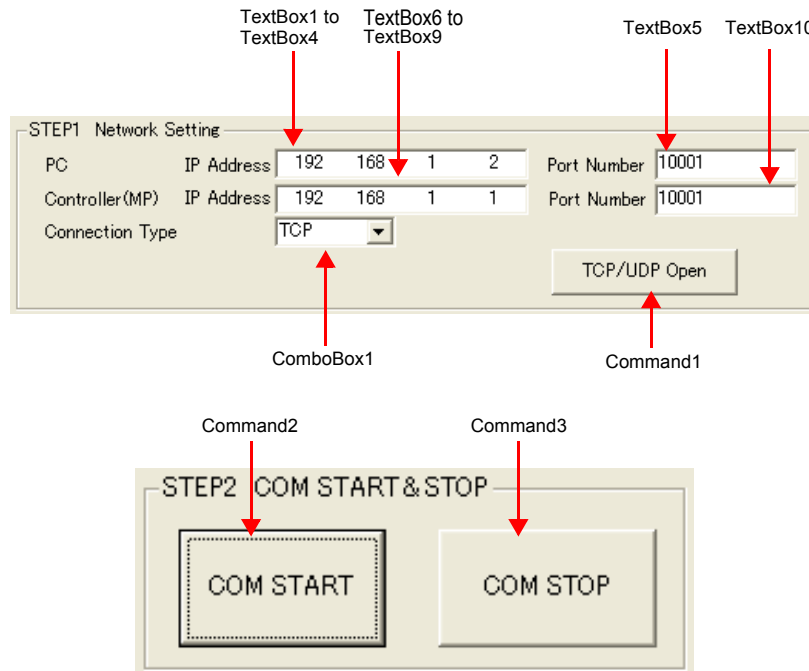 TextBox1 to
TextBox4
TextBox6 to
TextBox9
TextBox5
TextBox10
STEP1 Network Setting
PC IP Address 192 168 1 2 Port Number 10001
Controller(MP) IP Address 192 168 1 1 Port Number 10001
Connection Type TCP
TCP/UDP Open
ComboBox1
Command1
Command2
Command3
STEP2 COM START & STOP
COM START
COM STOP